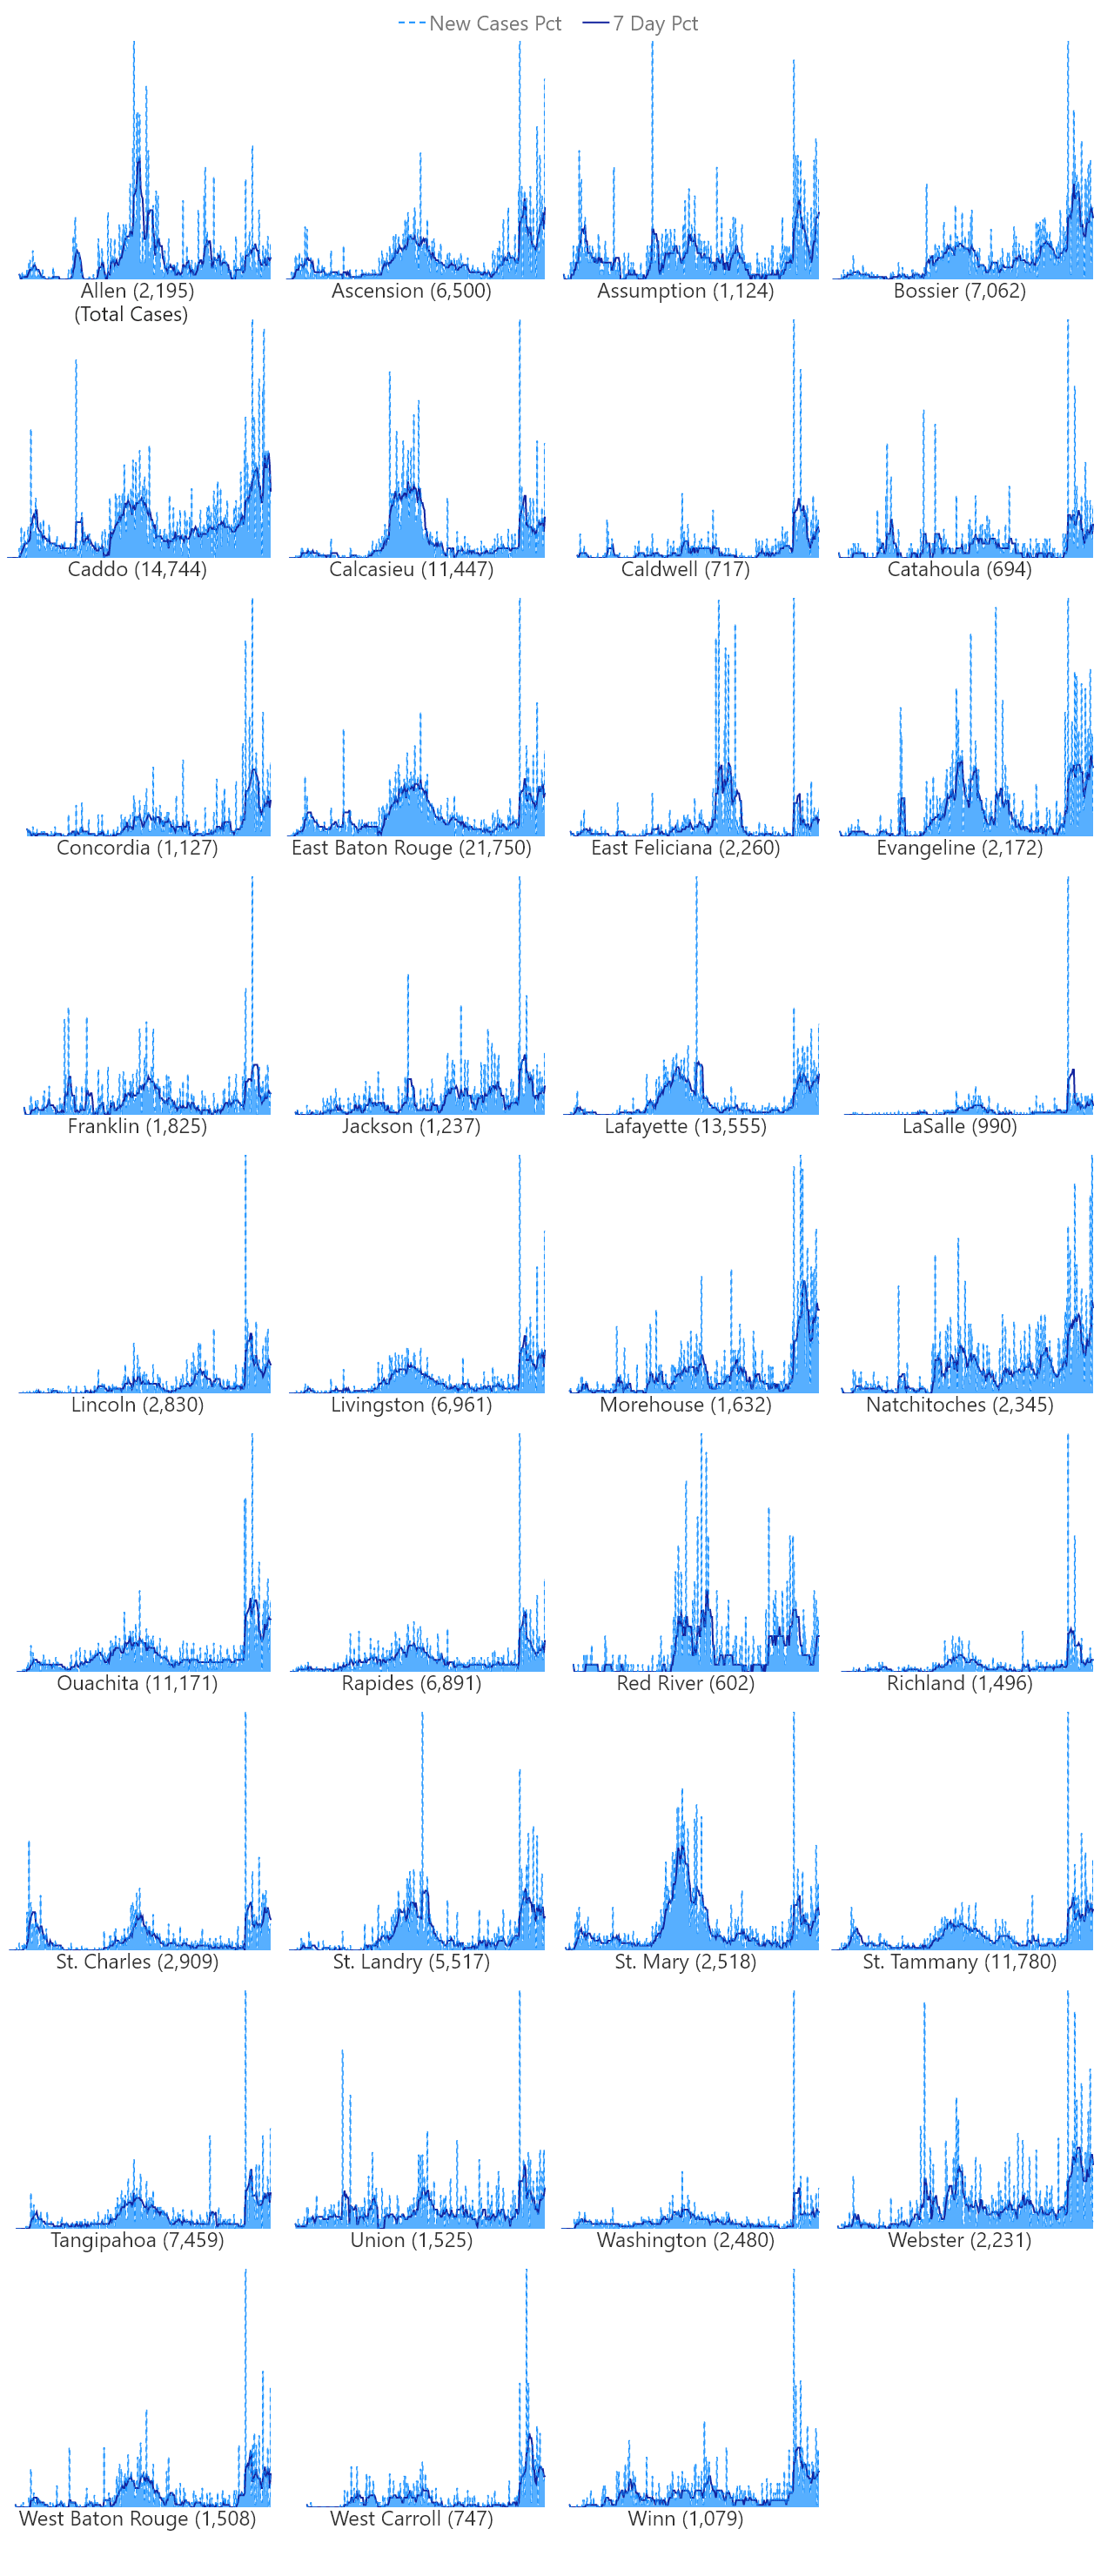 New Cases Pct 7 Day Pct
Allen (2,195) Ascension (6,500) Assumption (1,124) Bossier (7,062)
(Total Cases)
Caddo (14,744) Calcasieu (11,447) Caldwell (717) Catahoula (694)
Concordia (1,127) East Baton Rouge (21,750) East Feliciana (2,260) Evangeline (2,172)
Franklin (1,825) Jackson (1,237) Lafayette (13,555) LaSalle (990)
Lincoln (2,830) Livingston (6,961) Morehouse (1,632) Natchitoches (2,345)
Ouachita (11,171) Rapides (6,891) Red River (602) Richland (1,496)
St. Charles (2,909) St. Landry (5,517) St. Mary (2,518) St. Tammany (11,780)
Tangipahoa (7,459) Union (1,525) Washington (2,480) Webster (2,231)
West Baton Rouge (1,508) West Carroll (747) Winn (1,079)